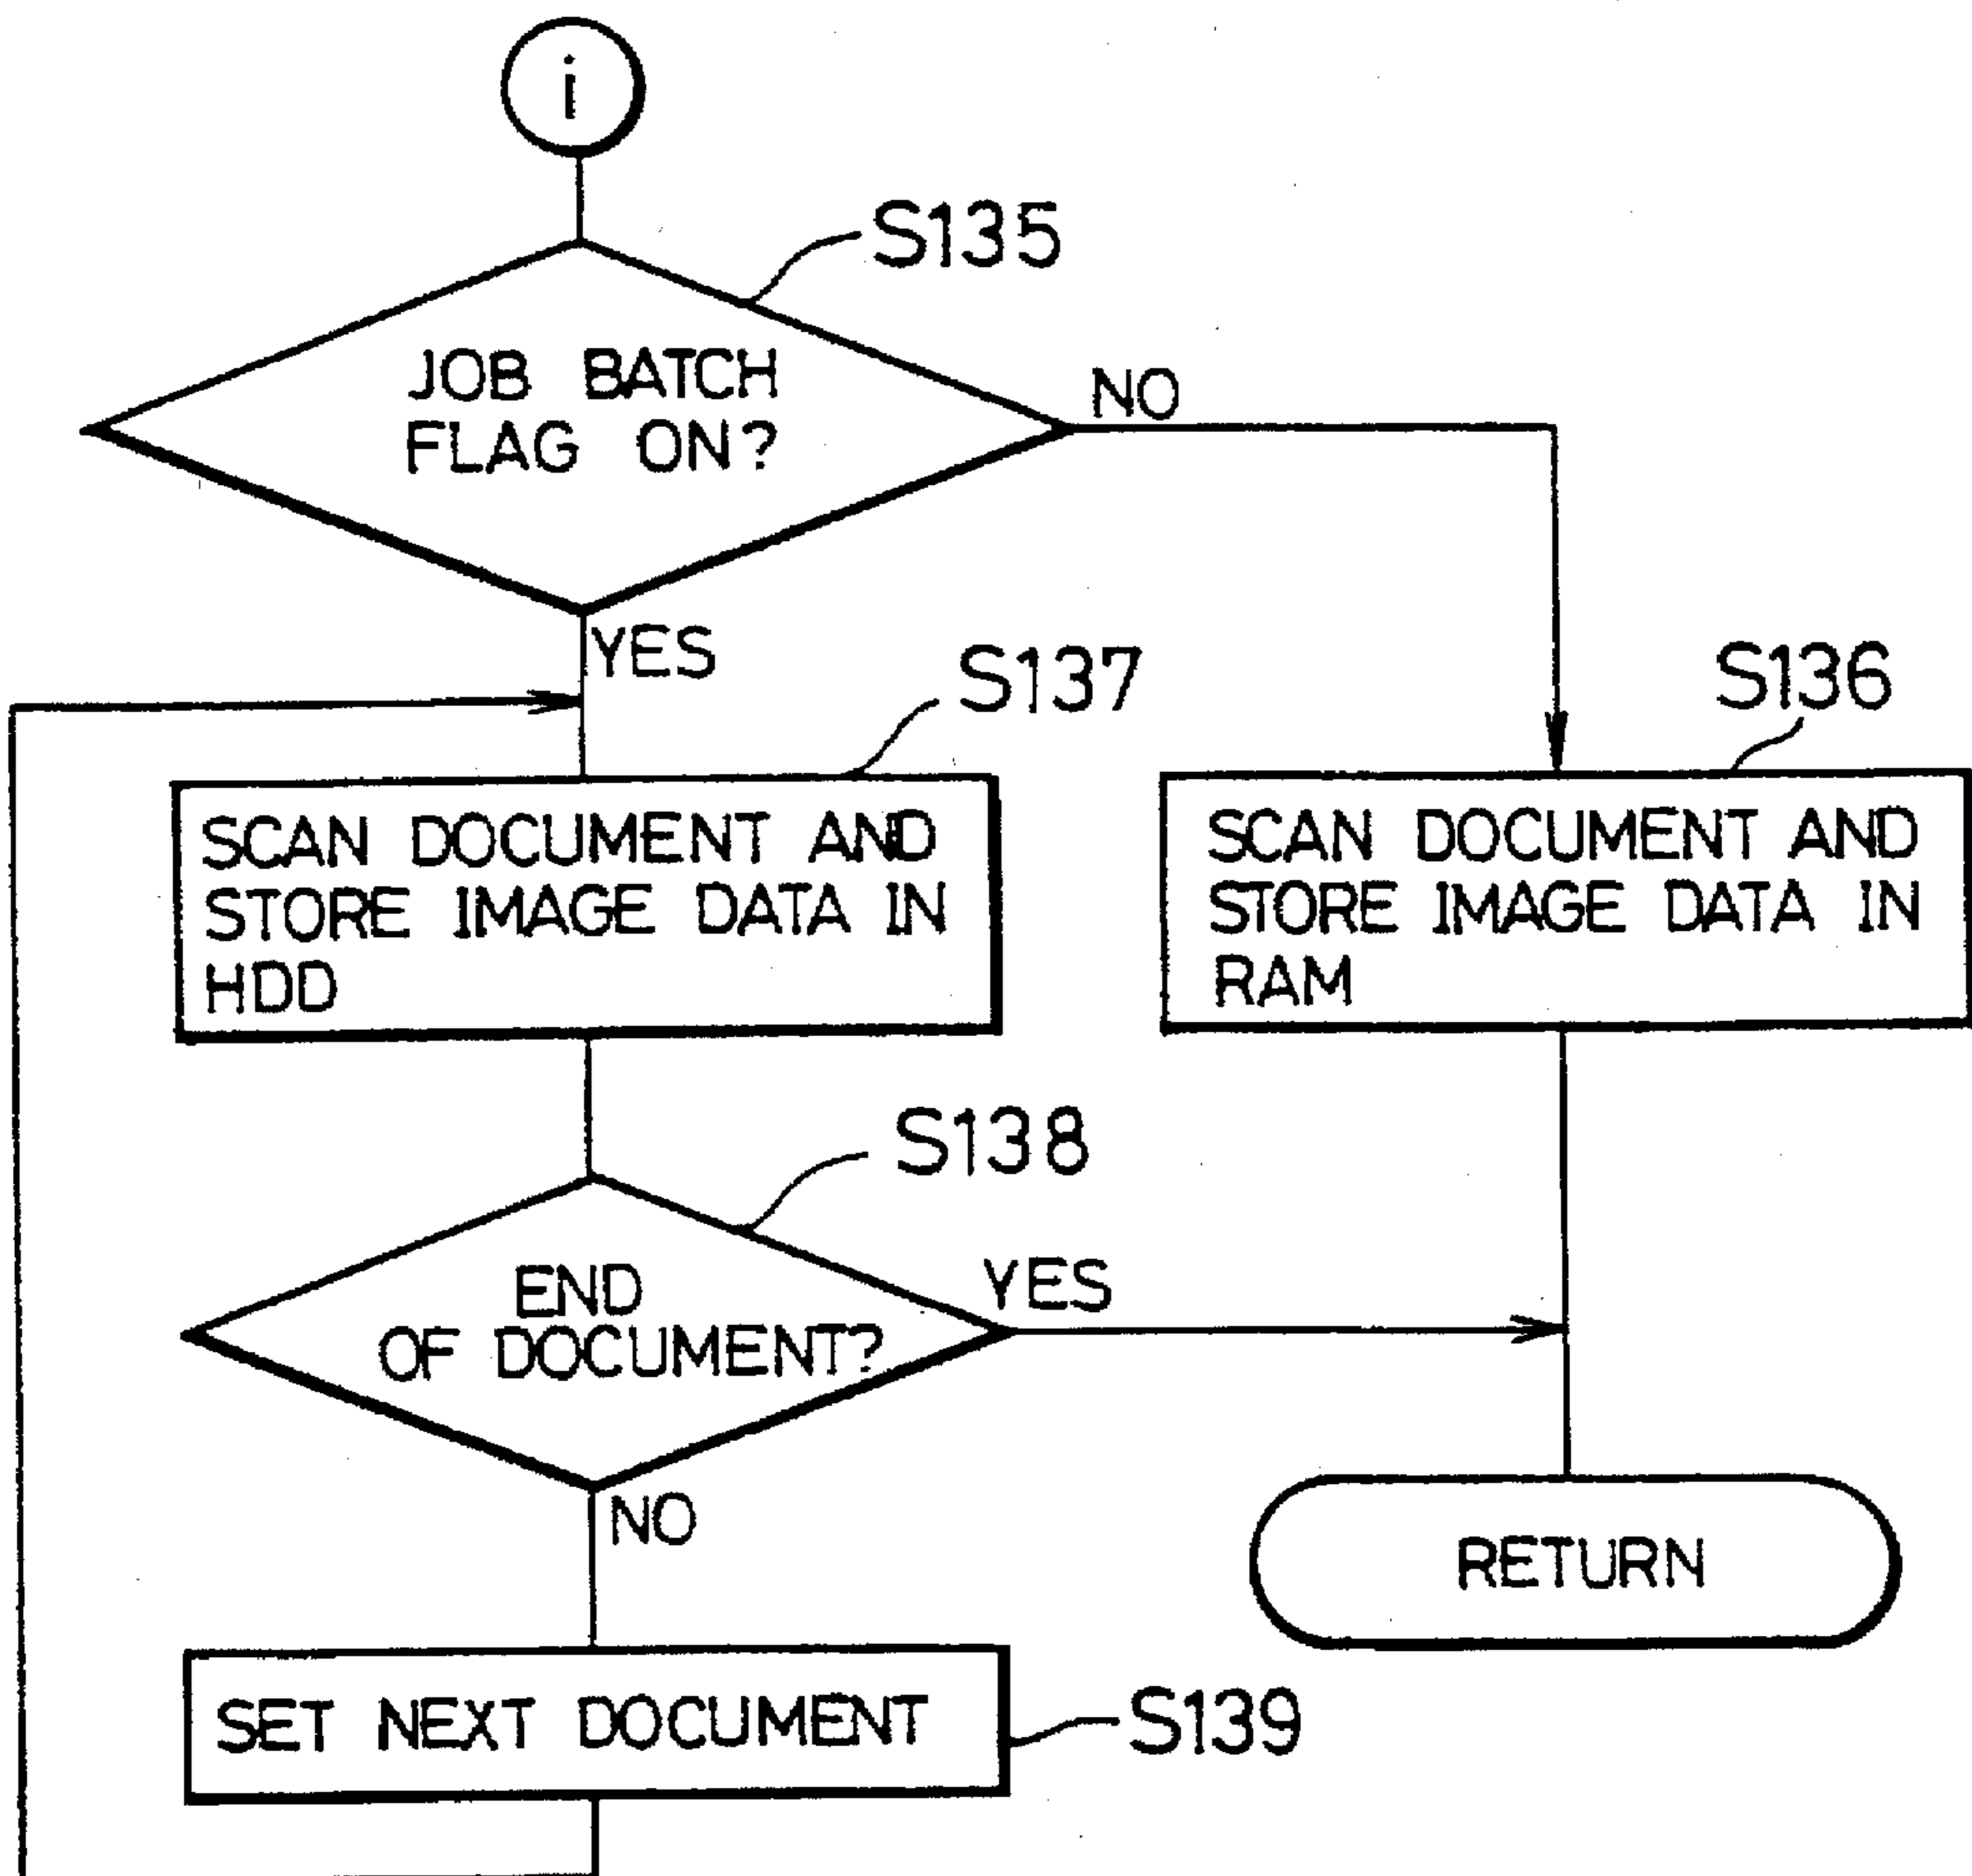 i
S135
JOB BATCH
FLAG ON?
NO
YES
S137
S136
SCAN DOCUMENT AND
STORE IMAGE DATA IN
HDD
SCAN DOCUMENT AND
STORE IMAGE DATA IN
RAM
S138
END
OF DOCUMENT?
YES
NO
RETURN
SET NEXT DOCUMENT
S139